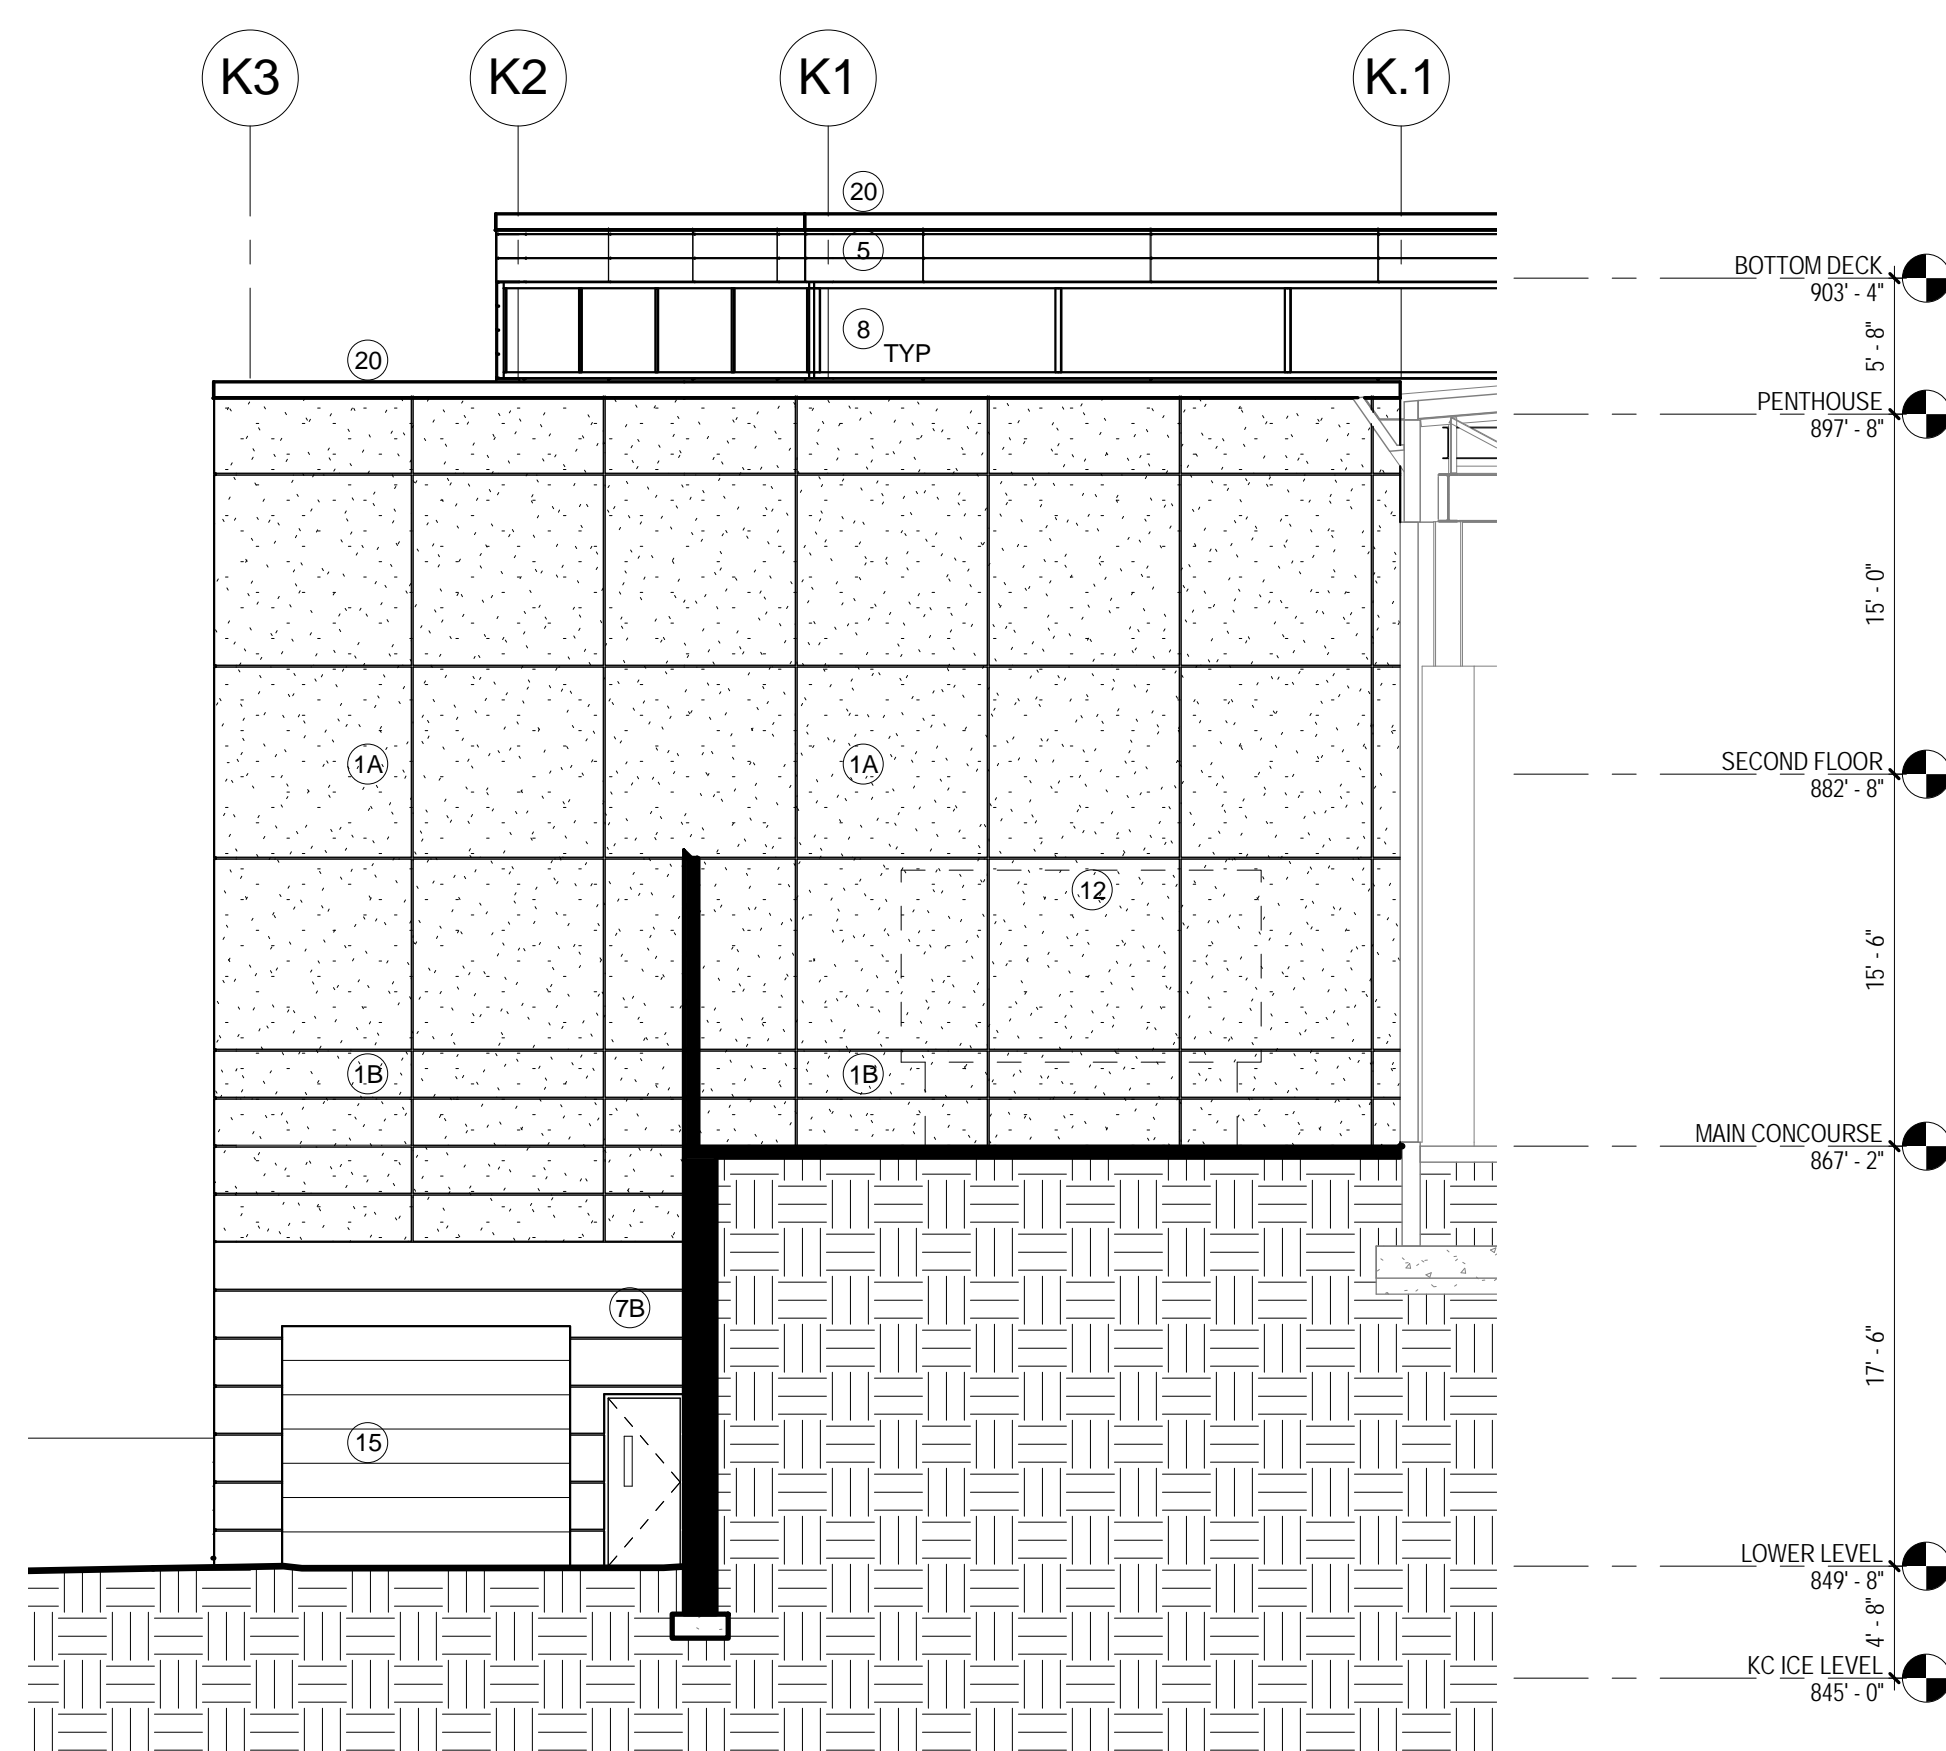 K3
K2
K1
K.1
20
5
BOTTOM DECK
903' - 4"
8
TYP
5' - 8"
20
PENTHOUSE
897' - 8"
15' - 0"
1A
1A
SECOND FLOOR
882' - 8"
12
15' - 6"
1B
1B
MAIN CONCOURSE
867' - 2"
7B
17' - 6"
15
LOWER LEVEL
849' - 8"
4' - 8"
KC ICE LEVEL
845' - 0"